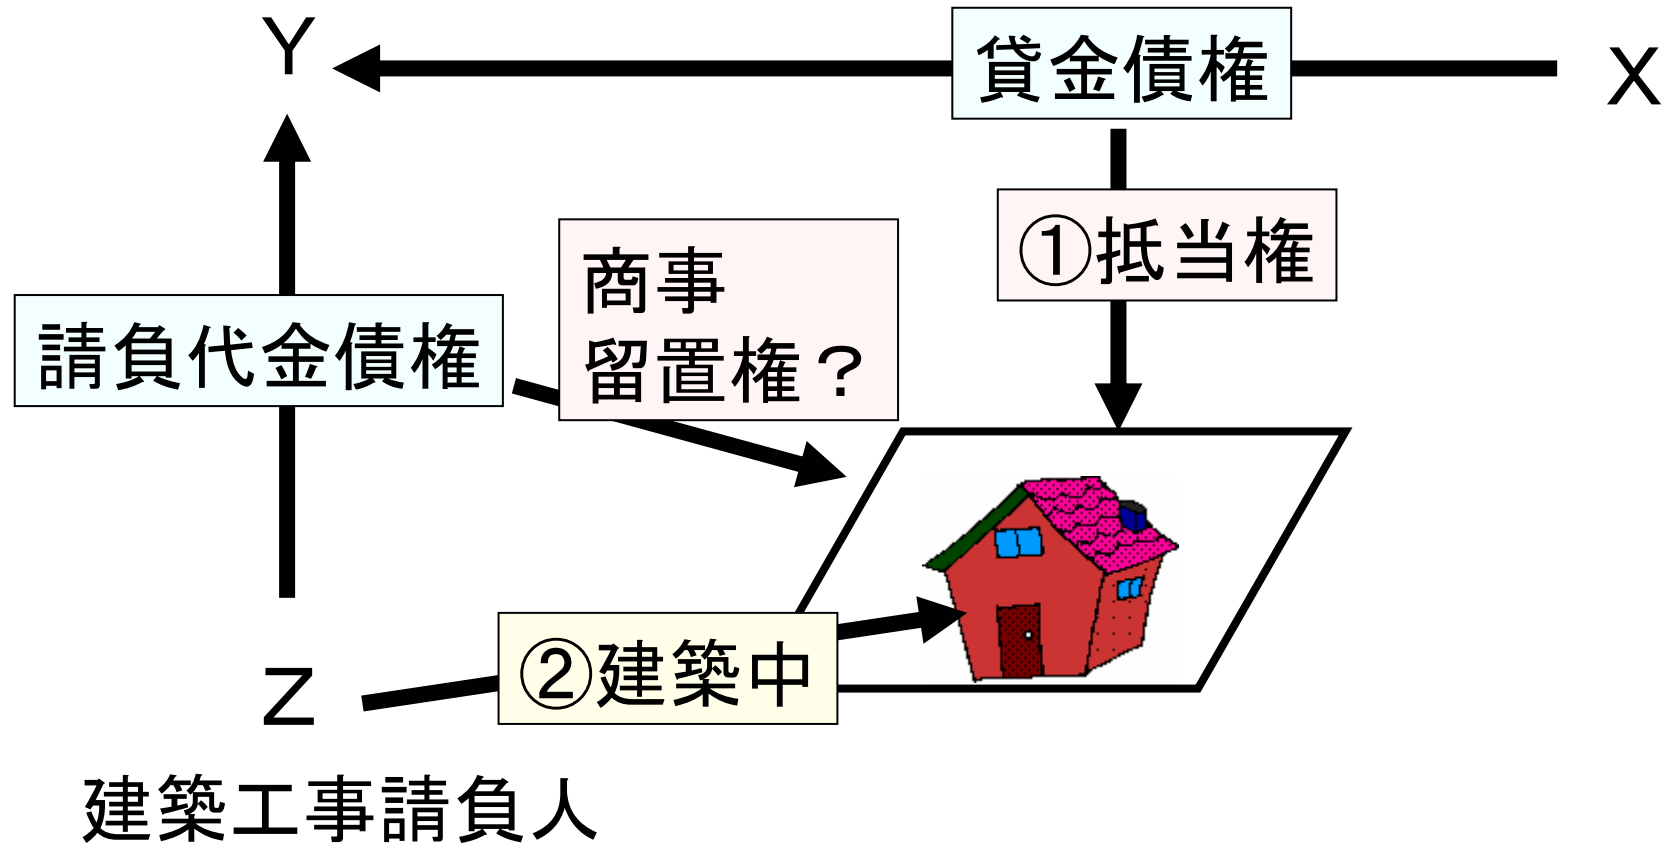 Ｙ
貸金債権
Ｘ
①抵当権
商事
留置権？
請負代金債権
②建築中
Ｚ
建築工事請負人